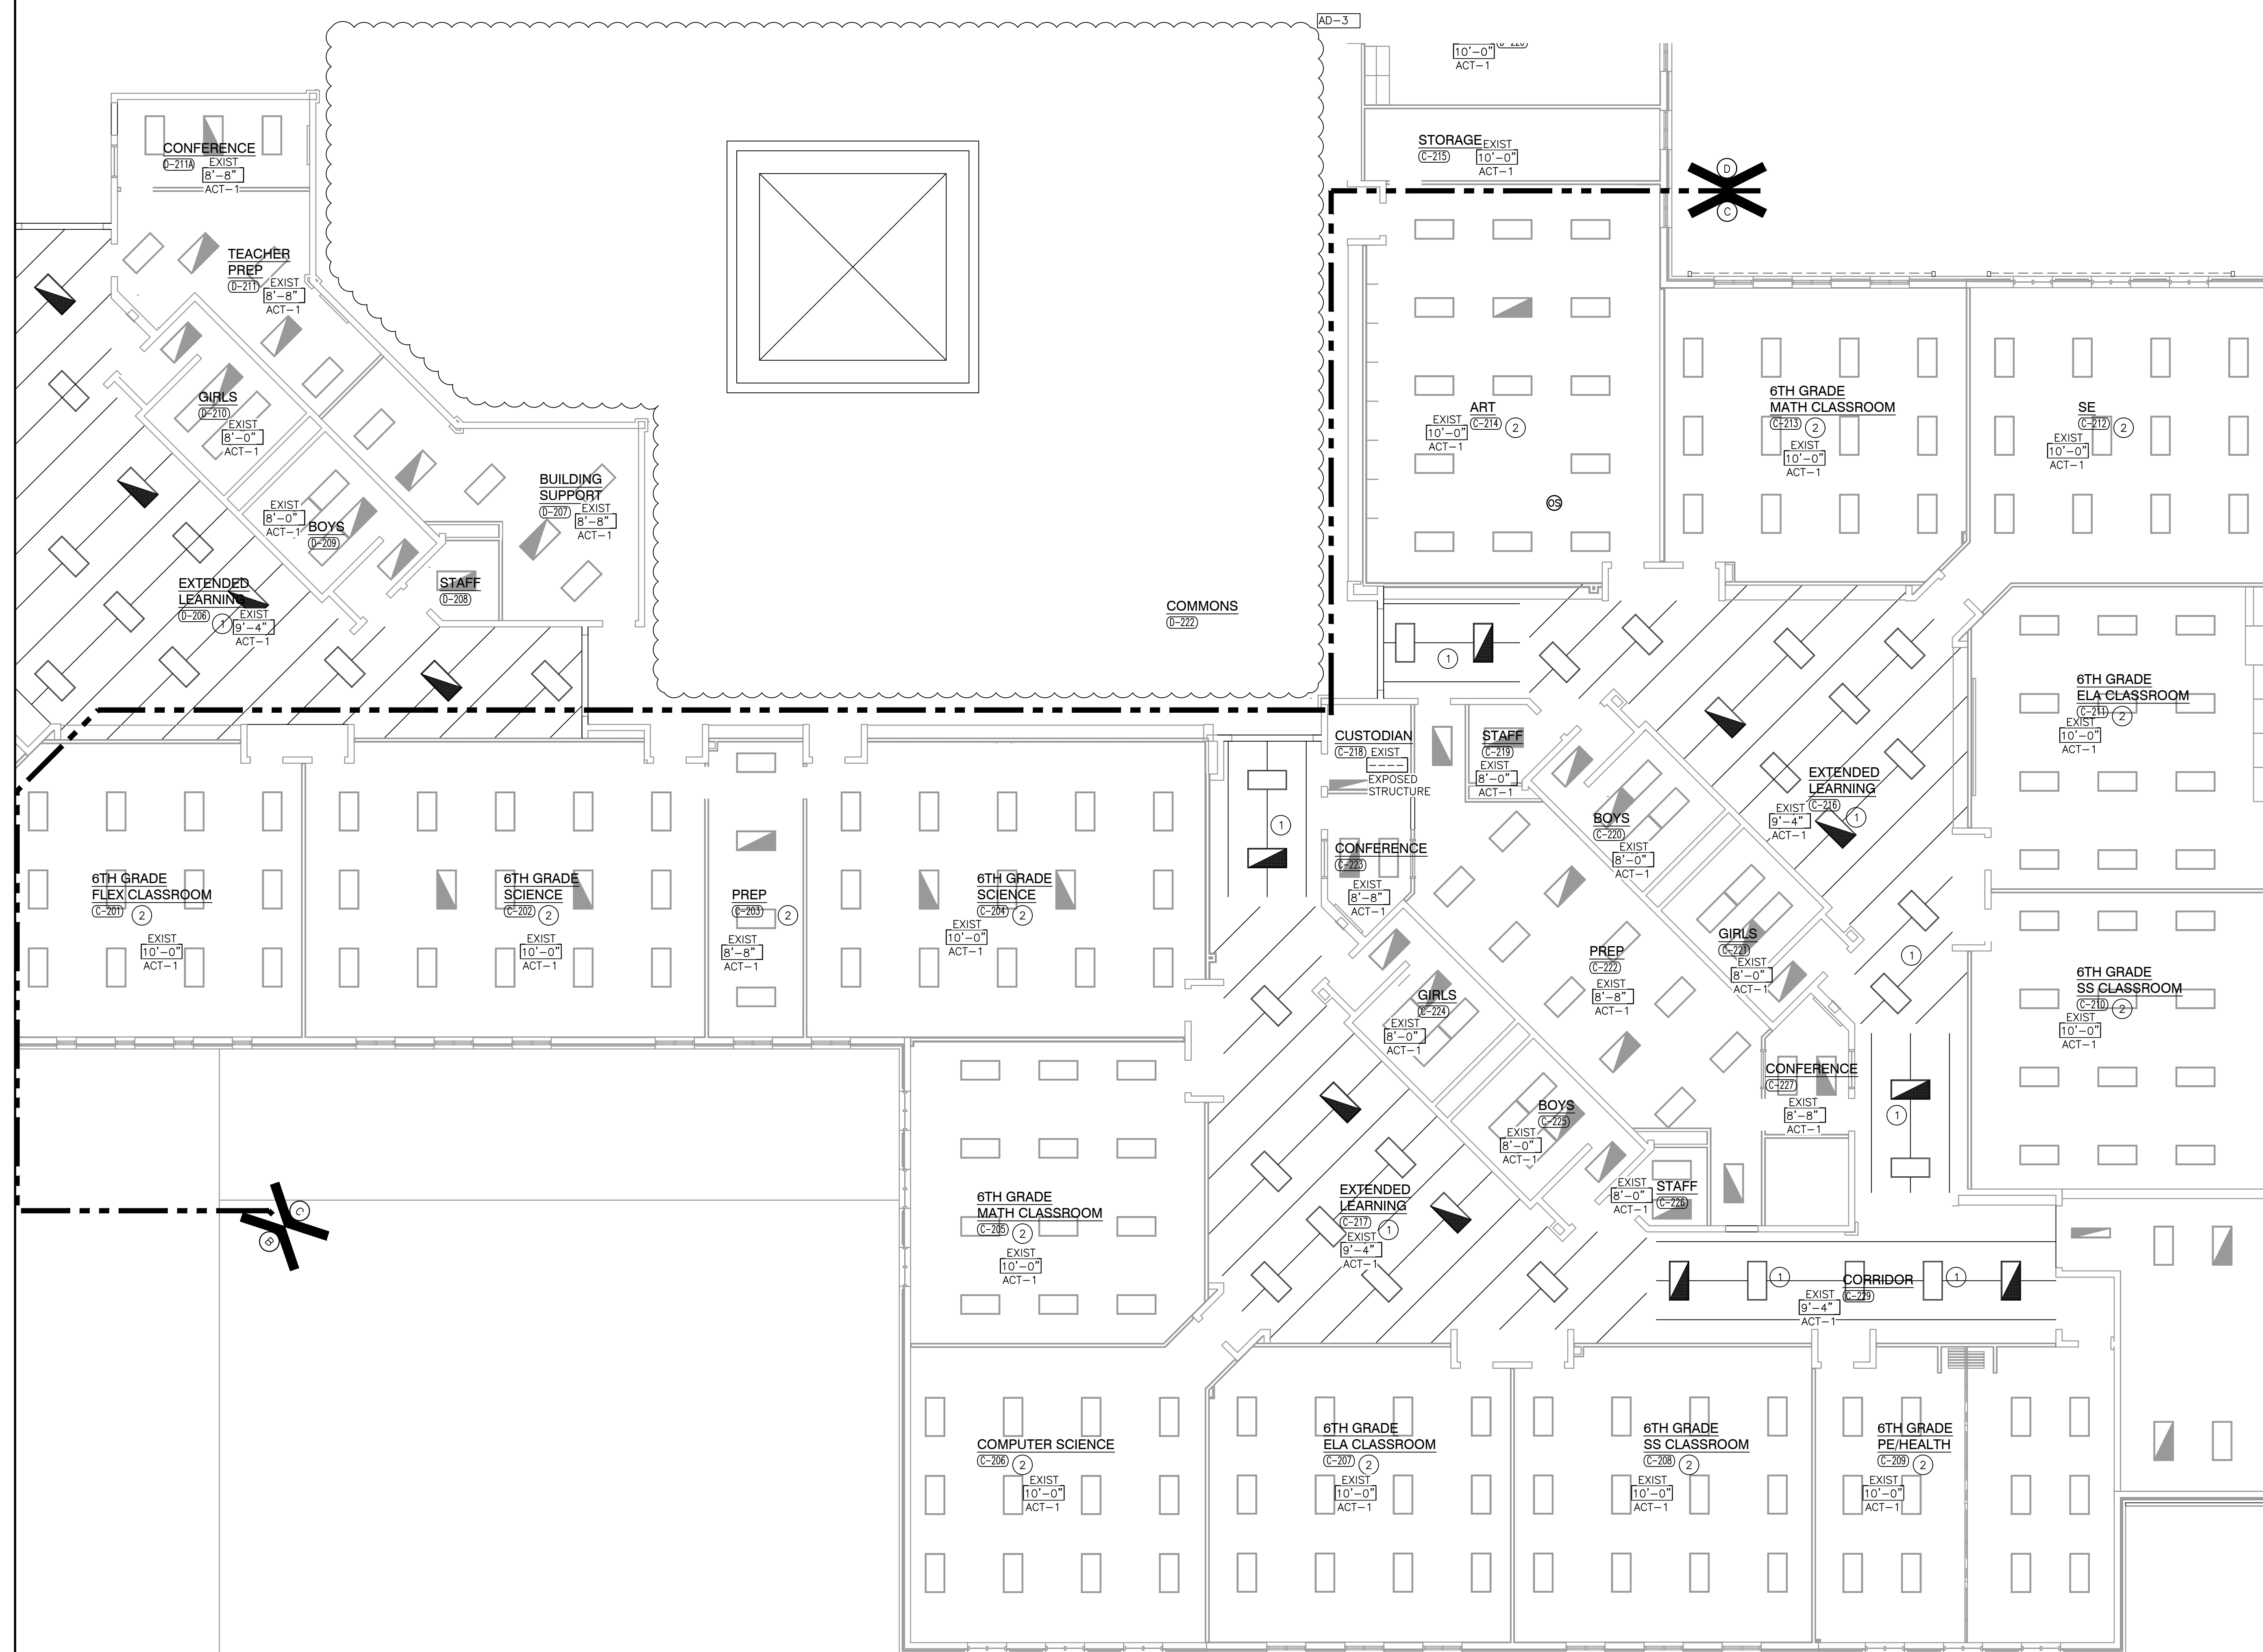 AD-3
10'-0"
ACT-1
CONFERENCE
D-211A
EXIST
8'-8"
ACT-1
STORAGE
C-215
EXIST
10'-0"
ACT-1
D
C
TEACHER
PREP
D-211
EXIST
8'-8"
ACT-1
GIRLS
D-210
EXIST
8'-0"
ACT-1
EXIST
8'-0"
ACT-1
BOYS
D-209
BUILDING
SUPPORT
D-207
EXIST
8'-8"
ACT-1
STAFF
D-208
EXTENDED
LEARNING
D-206
1
EXIST
9'-4"
ACT-1
COMMONS
D-222
ART
C-214
2
EXIST
10'-0"
ACT-1
OS
6TH GRADE
MATH CLASSROOM
C-213
2
EXIST
10'-0"
ACT-1
SE
C-212
2
EXIST
10'-0"
ACT-1
1
6TH GRADE
ELA CLASSROOM
C-211
2
EXIST
10'-0"
ACT-1
CUSTODIAN
C-218
EXIST
----
EXPOSED
STRUCTURE
STAFF
C-219
EXIST
8'-0"
ACT-1
EXTENDED
LEARNING
C-216
1
EXIST
9'-4"
ACT-1
BOYS
C-220
EXIST
8'-0"
ACT-1
1
CONFERENCE
C-223
EXIST
8'-8"
ACT-1
6TH GRADE
FLEX CLASSROOM
C-201
2
EXIST
10'-0"
ACT-1
6TH GRADE
SCIENCE
C-202
2
EXIST
10'-0"
ACT-1
PREP
C-203
2
EXIST
8'-8"
ACT-1
6TH GRADE
SCIENCE
C-204
2
EXIST
10'-0"
ACT-1
GIRLS
C-221
EXIST
8'-0"
ACT-1
PREP
C-222
EXIST
8'-8"
ACT-1
1
6TH GRADE
SS CLASSROOM
C-210
2
EXIST
10'-0"
ACT-1
GIRLS
C-224
EXIST
8'-0"
ACT-1
CONFERENCE
C-227
EXIST
8'-8"
ACT-1
1
BOYS
C-225
EXIST
8'-0"
ACT-1
STAFF
C-226
EXIST
8'-0"
ACT-1
C
B
6TH GRADE
MATH CLASSROOM
C-205
2
EXIST
10'-0"
ACT-1
EXTENDED
LEARNING
C-217
1
EXIST
9'-4"
ACT-1
1
CORRIDOR
C-229
1
EXIST
9'-4"
ACT-1
COMPUTER SCIENCE
C-206
2
EXIST
10'-0"
ACT-1
6TH GRADE
ELA CLASSROOM
C-207
2
EXIST
10'-0"
ACT-1
6TH GRADE
SS CLASSROOM
C-208
2
EXIST
10'-0"
ACT-1
6TH GRADE
PE/HEALTH
C-209
2
EXIST
10'-0"
ACT-1